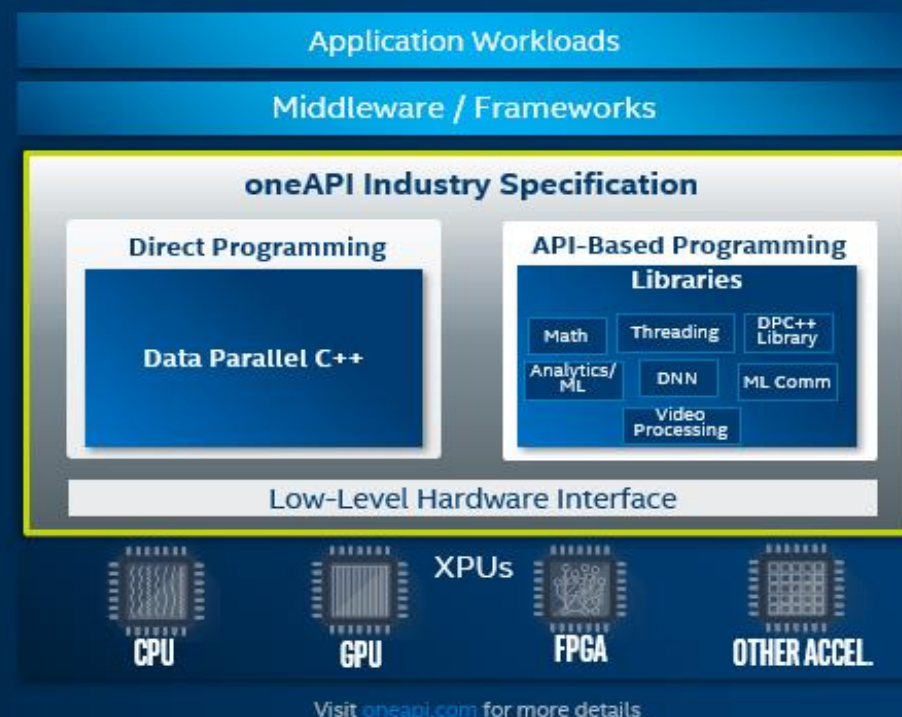 Application Workloads
Middleware / Frameworks
oneAPI Industry Specification
Direct Programming
Data Parallel C++
API-Based Programming
Libraries
Math
Threading
DPC++
Library
Analytics/
ML
DNN
ML Comm
Video
Processing
Low-Level Hardware Interface
XPUs
CPU
GPU
FPGA
OTHER ACCEL.
Visit oneapi.com for more details